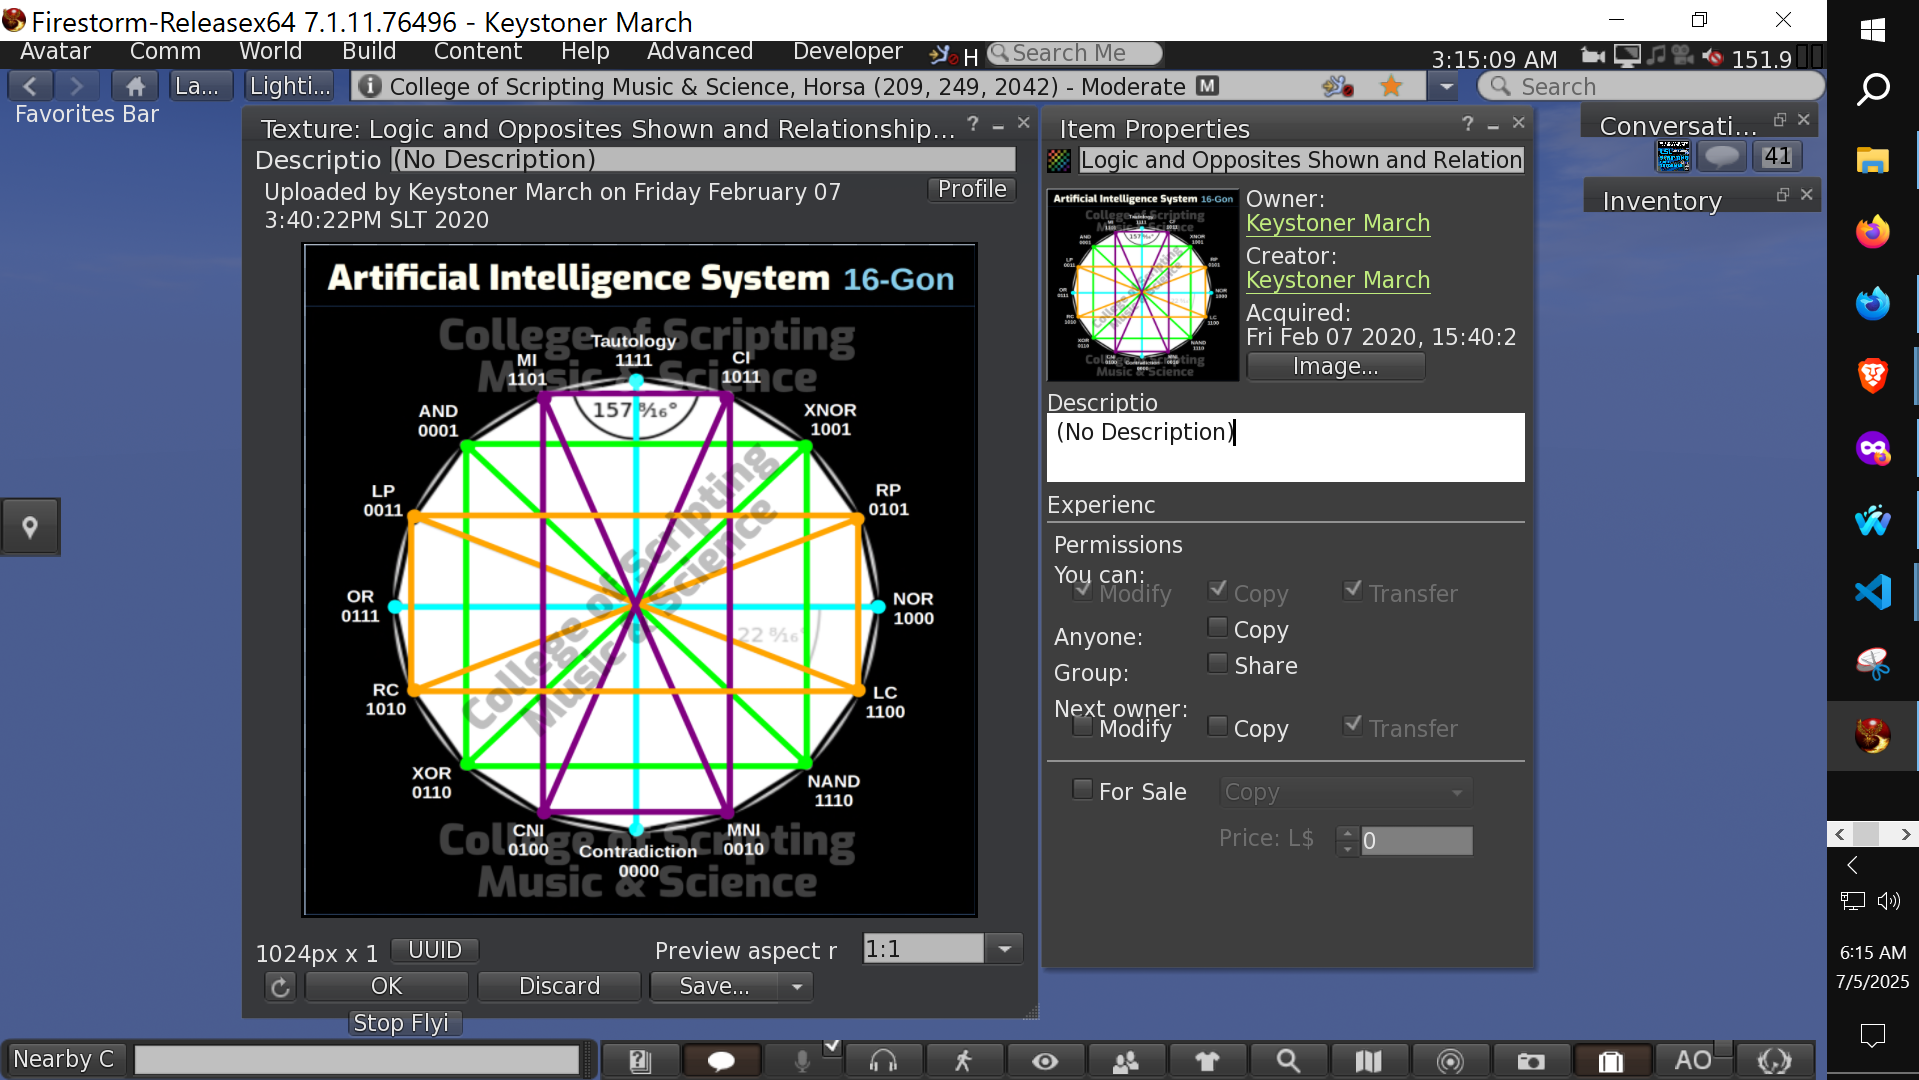 Firestorm-Releasex64 7.1.11.76496 - Keystoner March
Avatar Comm World Build Content Help Advanced Developer H Search Me 3:15:09 AM 151.9
La... Lighti... College of Scripting Music & Science, Horsa (209, 249, 2042) - Moderate M Search
Favorites Bar
Texture: Logic and Opposites Shown and Relationship... ?
Descriptio (No Description)
Uploaded by Keystoner March on Friday February 07
3:40:22PM SLT 2020
Profile
Artificial Intelligence System 16-Gon
College of Scripting
Music & Science
Tautology
1111
MI
1101
CI
1011
157 8⁄16°
AND
0001
XNOR
1001
LP
0011
RP
0101
College of Scripting
Music & Science
OR
0111
NOR
1000
22 8⁄16°
RC
1010
LC
1100
XOR
0110
NAND
1110
CNI
0100
MNI
0010
Contradiction
0000
College of Scripting
Music & Science
1024px x 1 UUID Preview aspect r 1:1
OK Discard Save...
Stop Flyi
Item Properties ?
Logic and Opposites Shown and Relation
Artificial Intelligence System 16-Gon
Owner:
Keystoner March
Creator:
Keystoner March
Acquired:
Fri Feb 07 2020, 15:40:2
Image...
Descriptio
(No Description)
Experienc
Permissions
You can:
Modify Copy Transfer
Anyone: Copy
Group: Share
Next owner:
Modify Copy Transfer
For Sale Copy
Price: L$ 0
Conversati...
41
Inventory
Nearby C
AO
6:15 AM
7/5/2025